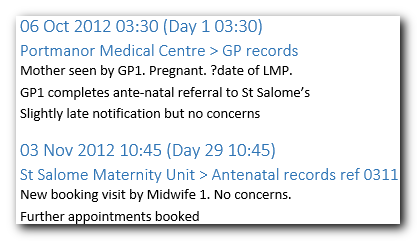 06 Oct 2012 03:30 (Day 1 03:30)
Portmanor Medical Centre > GP records
Mother seen by GP1. Pregnant. ?date of LMP.
GP1 completes ante-natal referral to St Salome’s
Slightly late notification but no concerns
03 Nov 2012 10:45 (Day 29 10:45)
St Salome Maternity Unit > Antenatal records ref 0311
New booking visit by Midwife 1. No concerns.
Further appointments booked